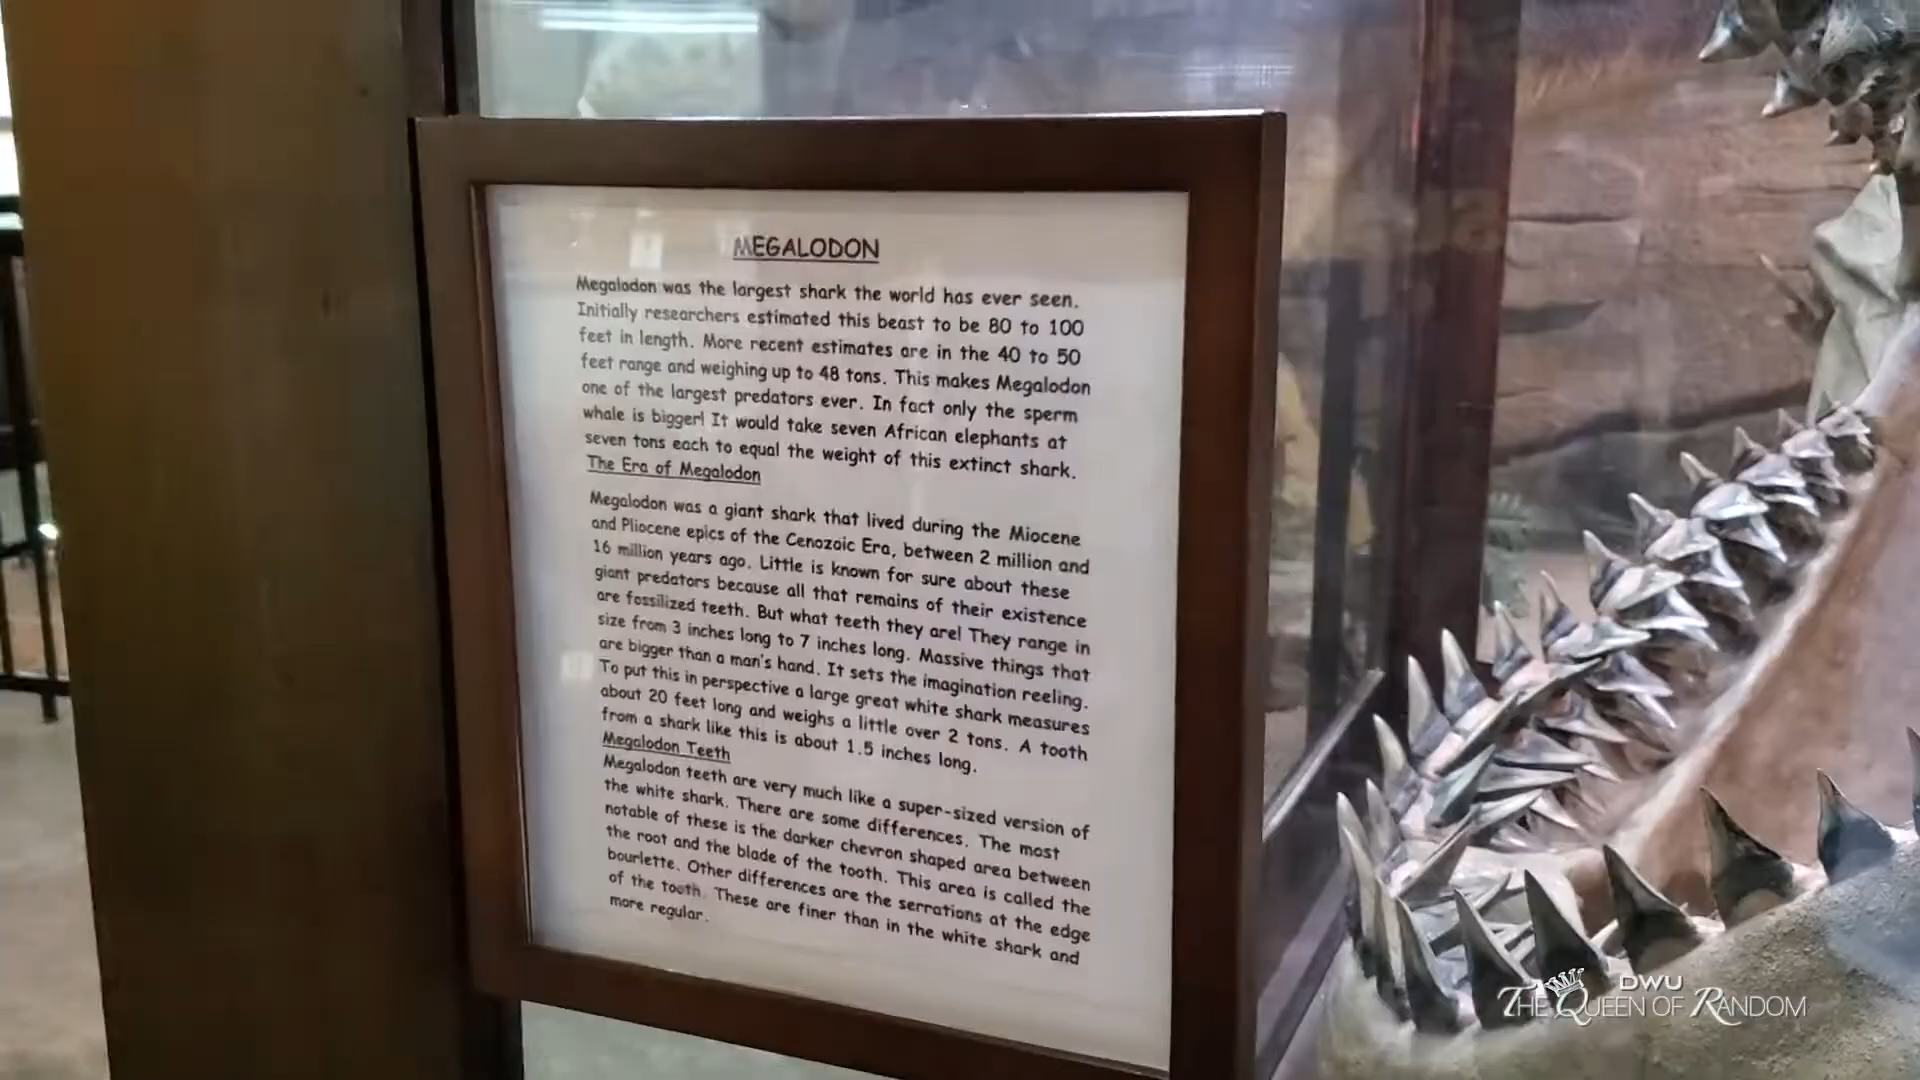 MEGALODON
Megalodon was the largest shark the world has ever seen.
Initially researchers estimated this beast to be 80 to 100
feet in length. More recent estimates are in the 40 to 50
feet range and weighing up to 48 tons. This makes Megalodon
one of the largest predators ever. In fact only the sperm
whale is bigger! It would take seven African elephants at
seven tons each to equal the weight of this extinct shark.
The Era of Megalodon
Megalodon was a giant shark that lived during the Miocene
and Pliocene epics of the Cenozoic Era, between 2 million and
16 million years ago. Little is known for sure about these
giant predators because all that remains of their existence
are fossilized teeth. But what teeth they are! They range in
size from 3 inches long to 7 inches long. Massive things that
are bigger than a man's hand. It sets the imagination reeling.
To put this in perspective a large great white shark measures
about 20 feet long and weighs a little over 2 tons. A tooth
from a shark like this is about 1.5 inches long.
Megalodon Teeth
Megalodon teeth are very much like a super-sized version of
the white shark. There are some differences. The most
notable of these is the darker chevron shaped area between
the root and the blade of the tooth. This area is called the
bourlette. Other differences are the serrations at the edge
of the tooth. These are finer than in the white shark and
more regular.
DWU
THE QUEEN OF RANDOM